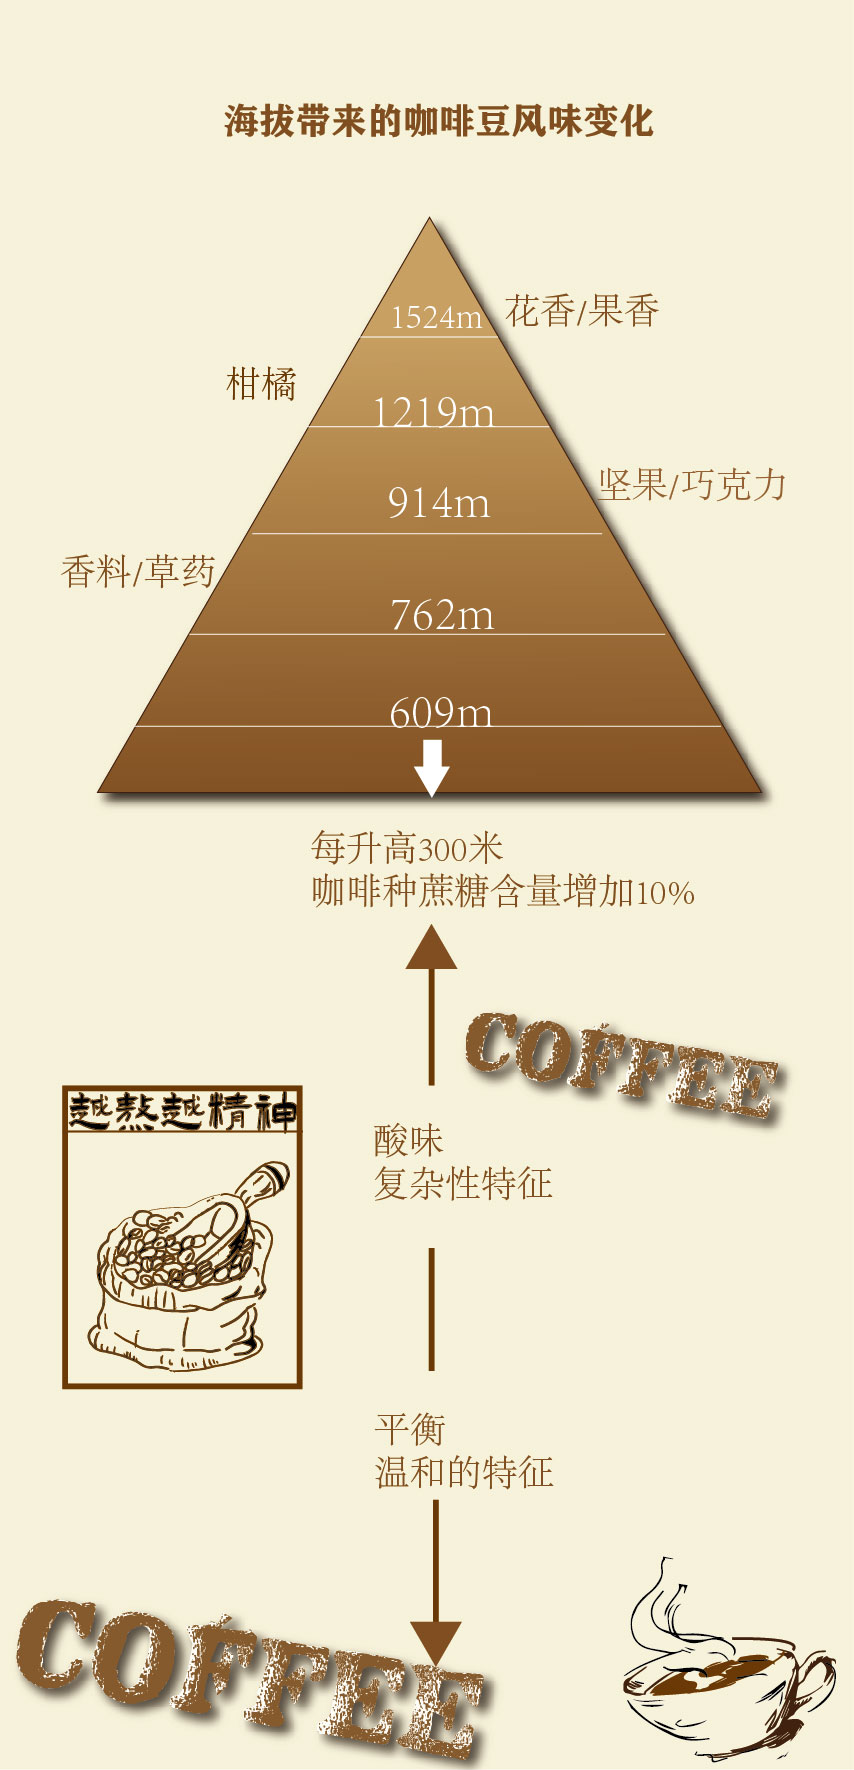 海拔带来的咖啡豆风味变化
1524m
花香/果香
柑橘
1219m
坚果/巧克力
914m
香料/草药
762m
609m
每升高300米
咖啡种蔗糖含量增加10%
COFFEE
越熬越精神
酸味
复杂性特征
平衡
温和的特征
COFFEE